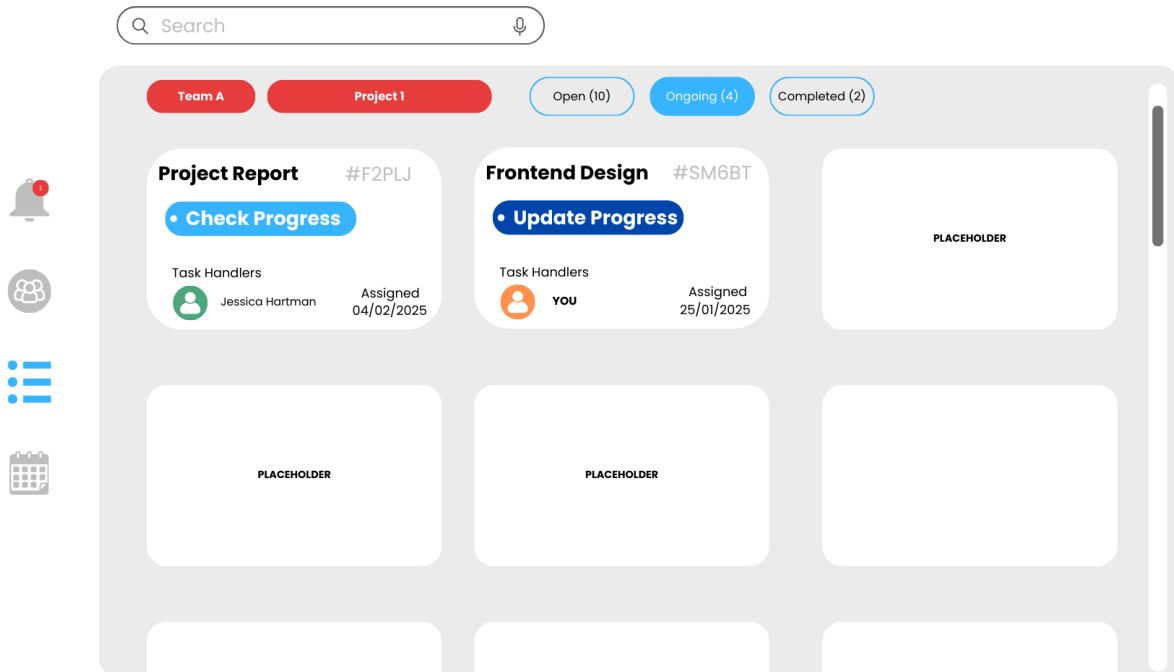 Search
Team A
Project 1
Open (10)
Ongoing (4)
Completed (2)
1
Project Report
#F2PLJ
• Check Progress
Task Handlers
Jessica Hartman
Assigned
04/02/2025
Frontend Design
#SM6BT
• Update Progress
Task Handlers
YOU
Assigned
25/01/2025
PLACEHOLDER
PLACEHOLDER
PLACEHOLDER